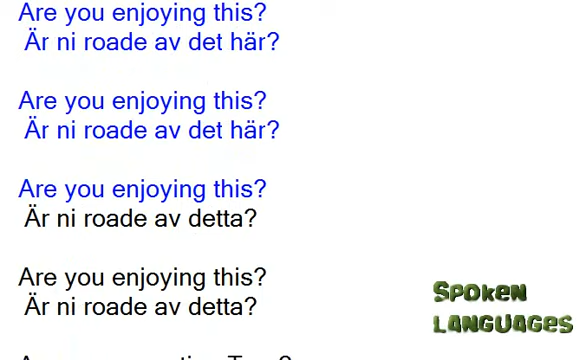 Are you enjoying this?
Är ni roade av det här?
Are you enjoying this?
Är ni roade av det här?
Are you enjoying this?
Är ni roade av detta?
Are you enjoying this?
Är ni roade av detta?
Spoken
Languages